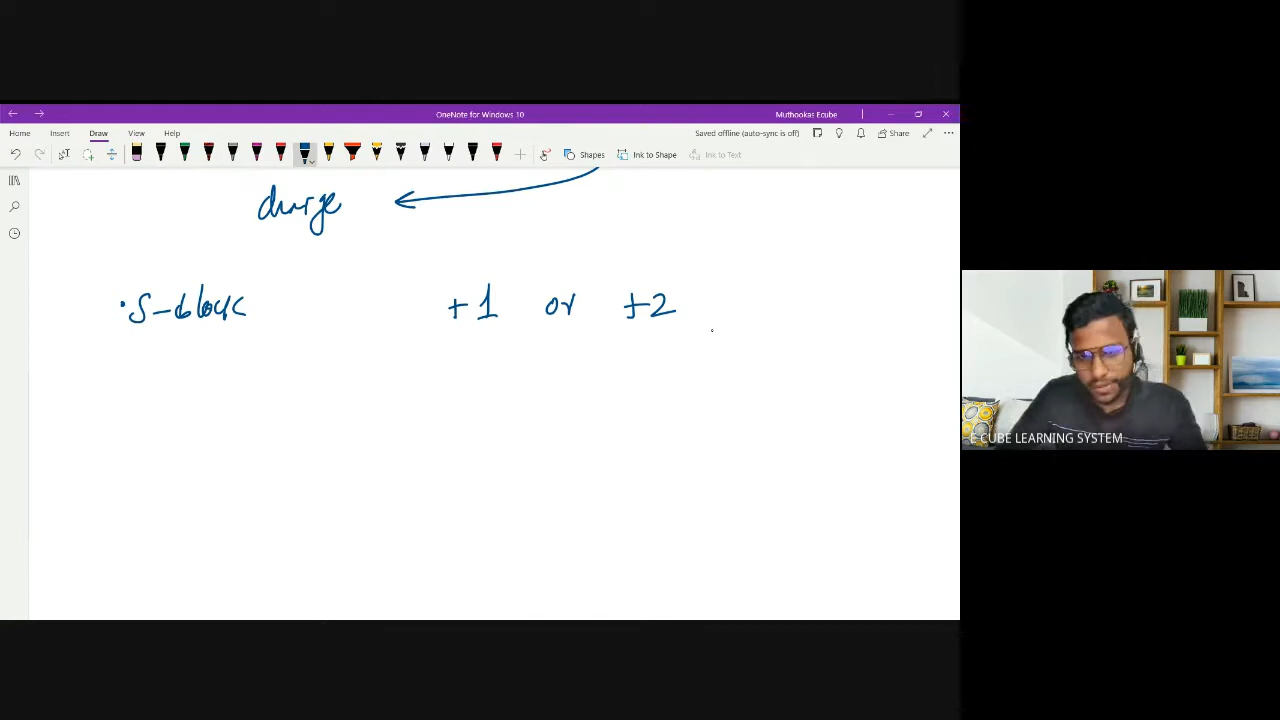 OneNote for Windows 10
Muthookas Ecube
Home Insert Draw View Help
Saved offline (auto-sync is off)
Share
Shapes
Ink to Shape
Ink to Text
charge
• S-block +1 or +2
E CUBE LEARNING SYSTEM